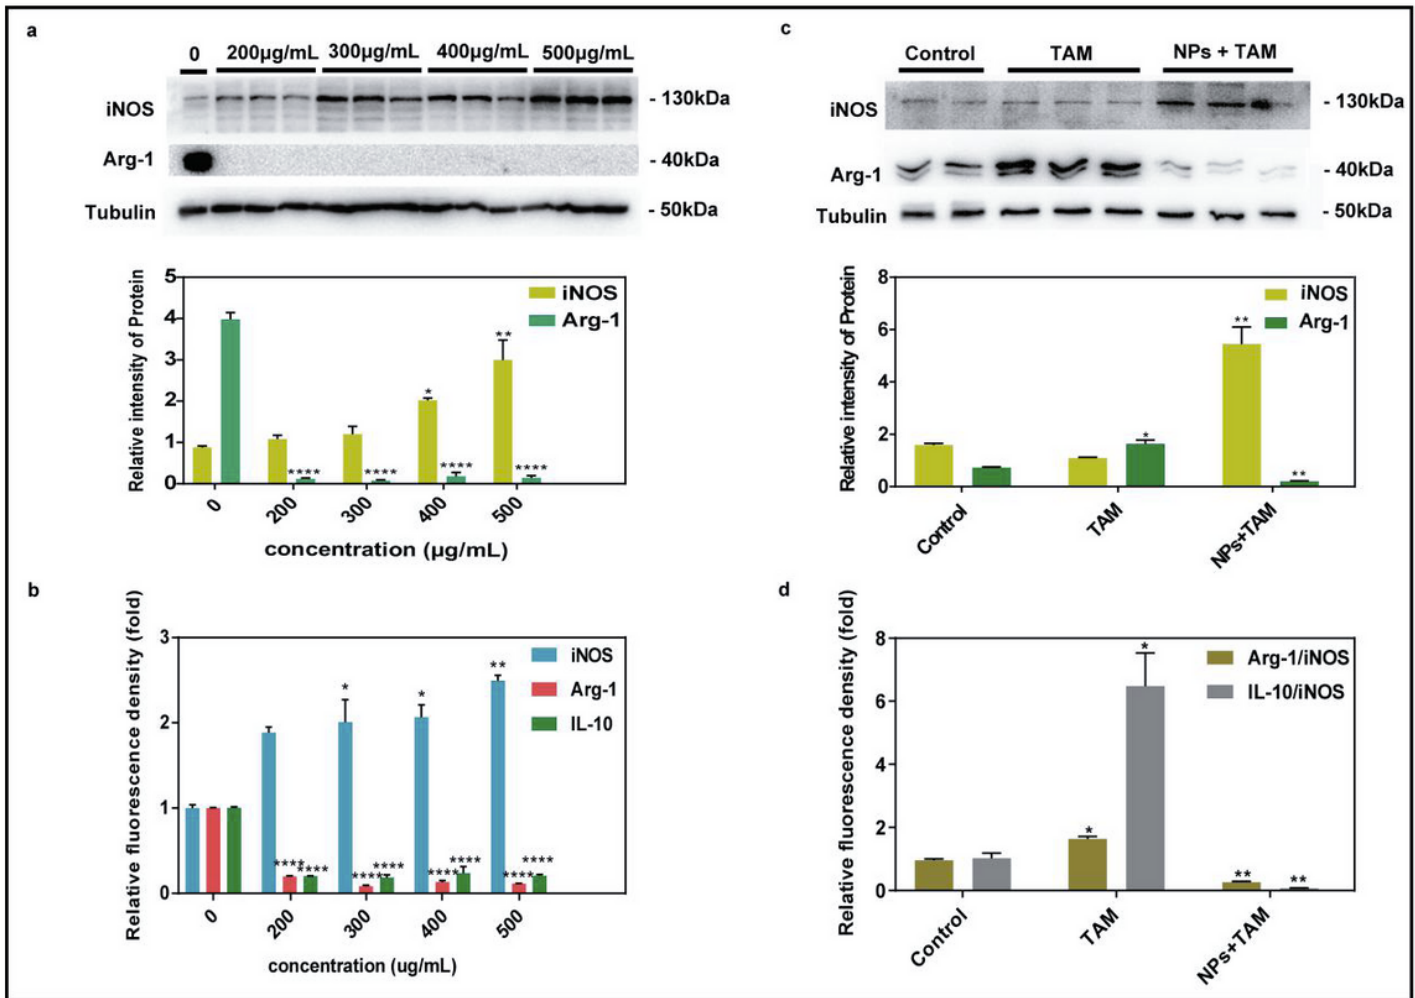 a
0 200µg/mL 300µg/mL 400µg/mL 500µg/mL
iNOS - 130kDa
Arg-1 - 40kDa
Tubulin - 50kDa
Relative intensity of Protein
5
4
3
2
1
0
iNOS
Arg-1
**
*
**** **** **** ****
0 200 300 400 500
concentration (µg/mL)
b
Relative fluorescence density (fold)
3
2
1
0
iNOS
Arg-1
IL-10
* * **
**** **** **** **** **** **** **** ****
0 200 300 400 500
concentration (ug/mL)
c
Control TAM NPs + TAM
iNOS - 130kDa
Arg-1 - 40kDa
Tubulin - 50kDa
Relative intensity of Protein
8
6
4
2
0
iNOS
Arg-1
**
*
**
Control TAM NPs+TAM
d
Relative fluorescence density (fold)
8
6
4
2
0
Arg-1/iNOS
IL-10/iNOS
*
*
** **
Control TAM NPs+TAM